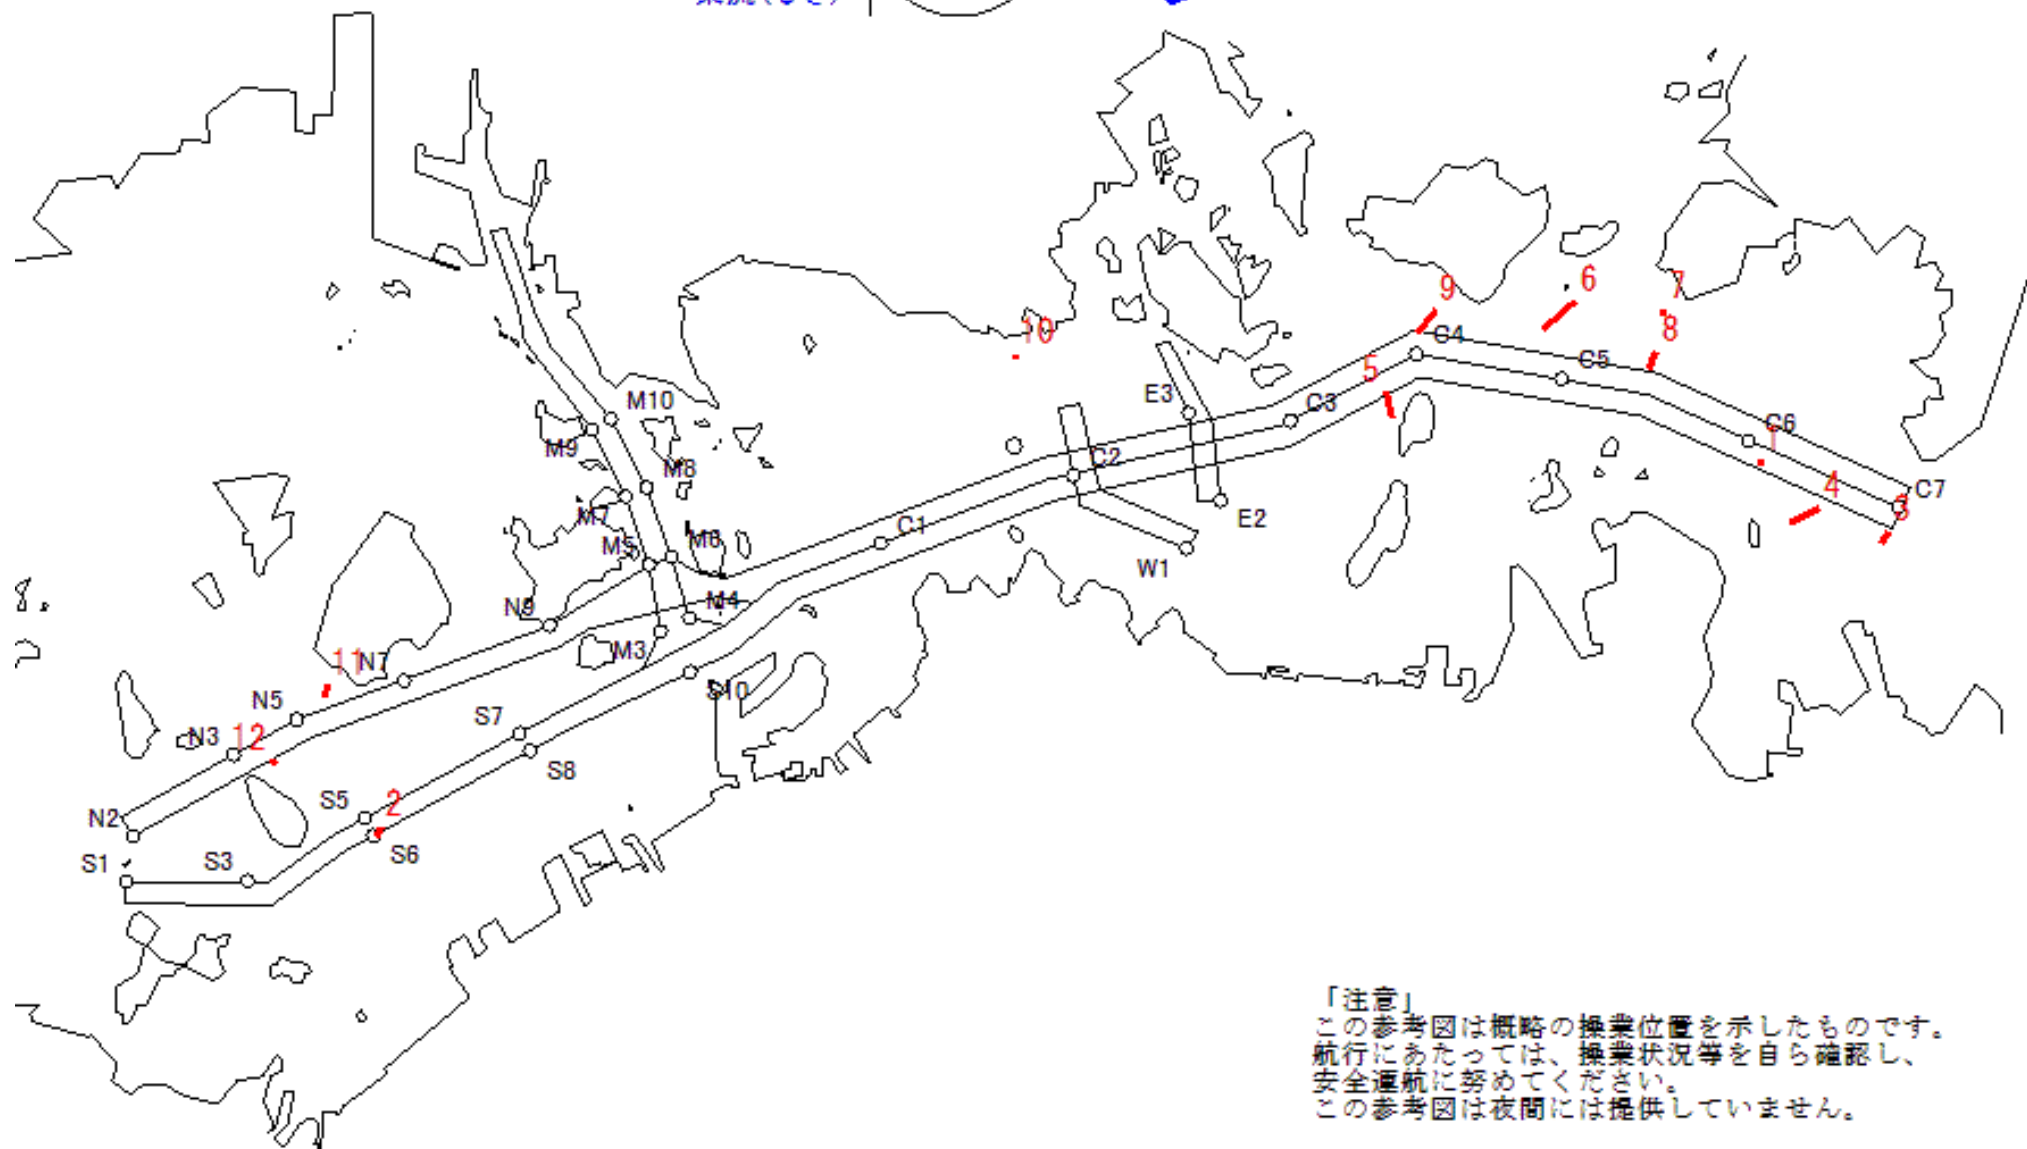 9
6
7
10
8
C4
5
C5
E3
M10
C3
C6
M9
1
C2
M8
4
C7
M7
E2
3
C1
M5
M6
W1
N9
M4
M3
11
N7
S10
N5
S7
N3
12
S8
S5
2
N2
S6
S1
S3
「注意」
この参考図は概略の操業位置を示したものです。
航行にあたっては、操業状況等を自ら確認し、
安全運航に努めてください。
この参考図は夜間には提供していません。